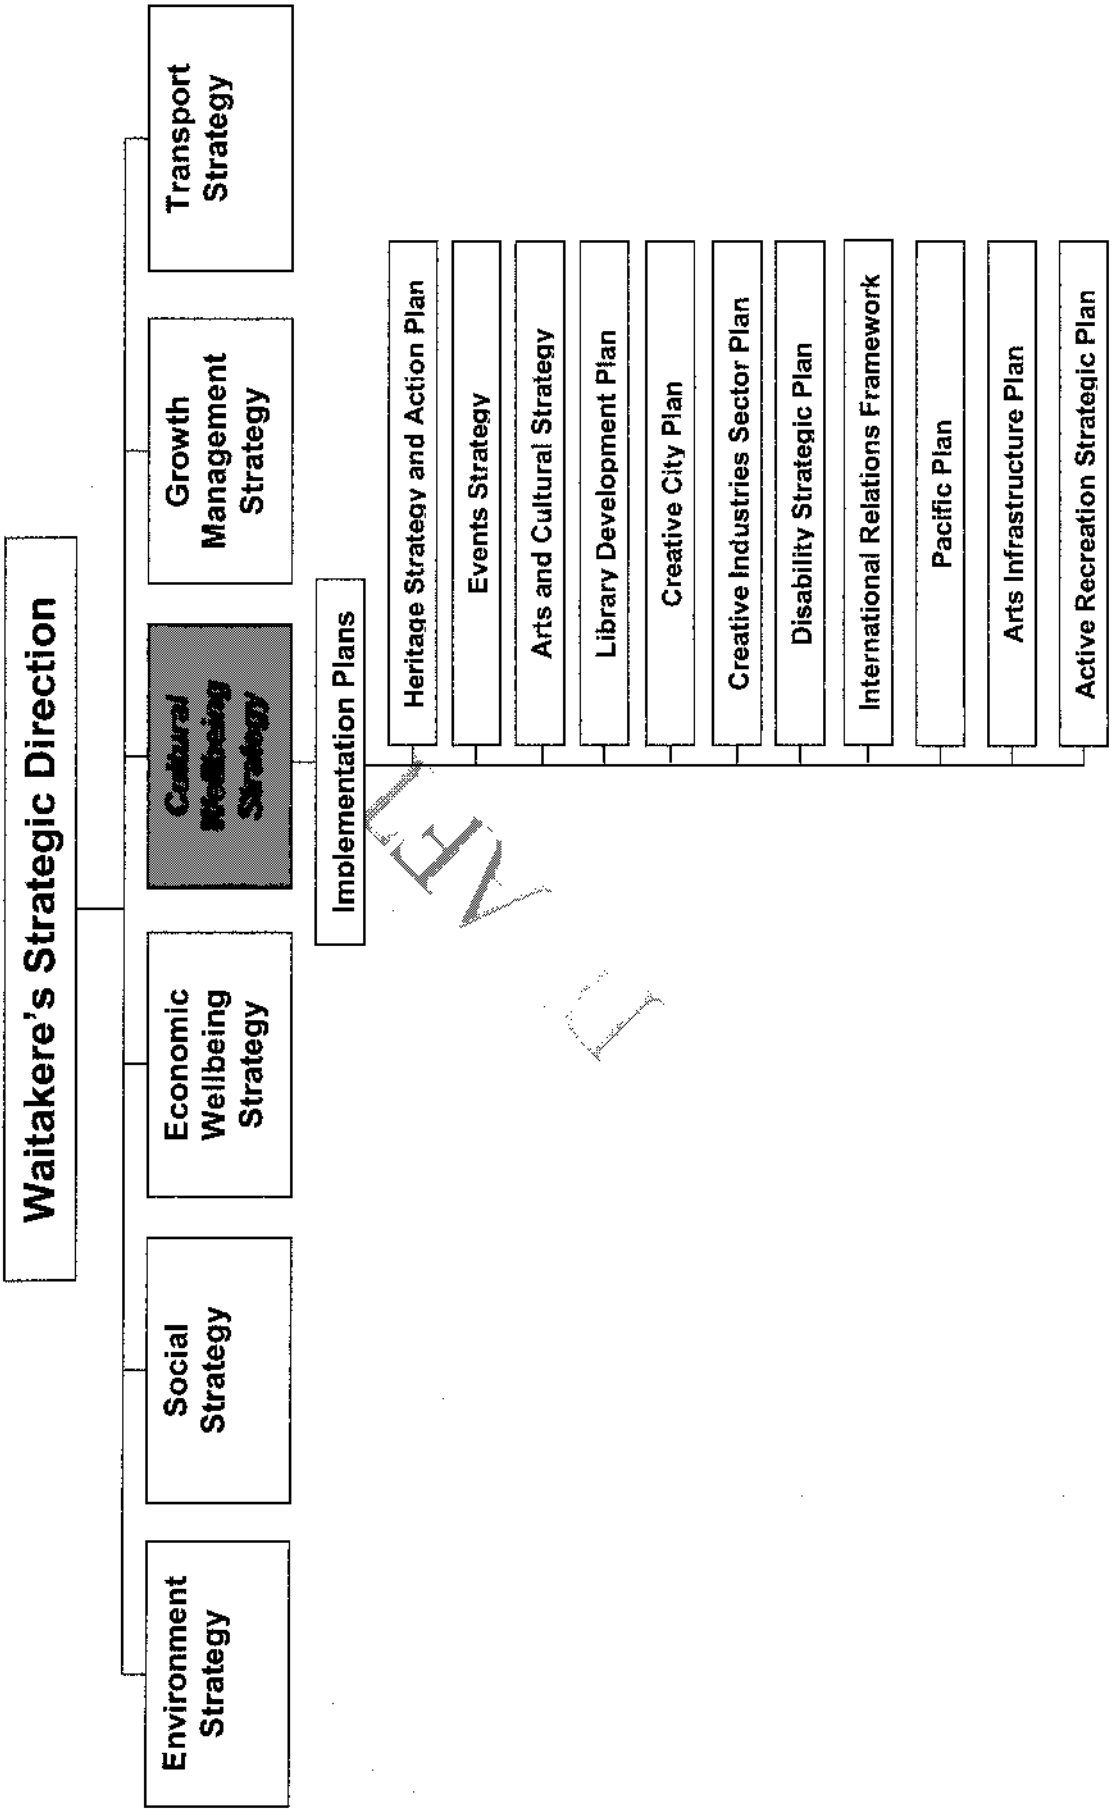 Waitakere's Strategic Direction
Environment
Strategy
Social
Strategy
Economic
Wellbeing
Strategy
Cultural
Wellbeing
Strategy
Growth
Management
Strategy
Transport
Strategy
Implementation Plans
Heritage Strategy and Action Plan
Events Strategy
Arts and Cultural Strategy
Library Development Plan
Creative City Plan
Creative Industries Sector Plan
Disability Strategic Plan
International Relations Framework
Pacific Plan
Arts Infrastructure Plan
Active Recreation Strategic Plan